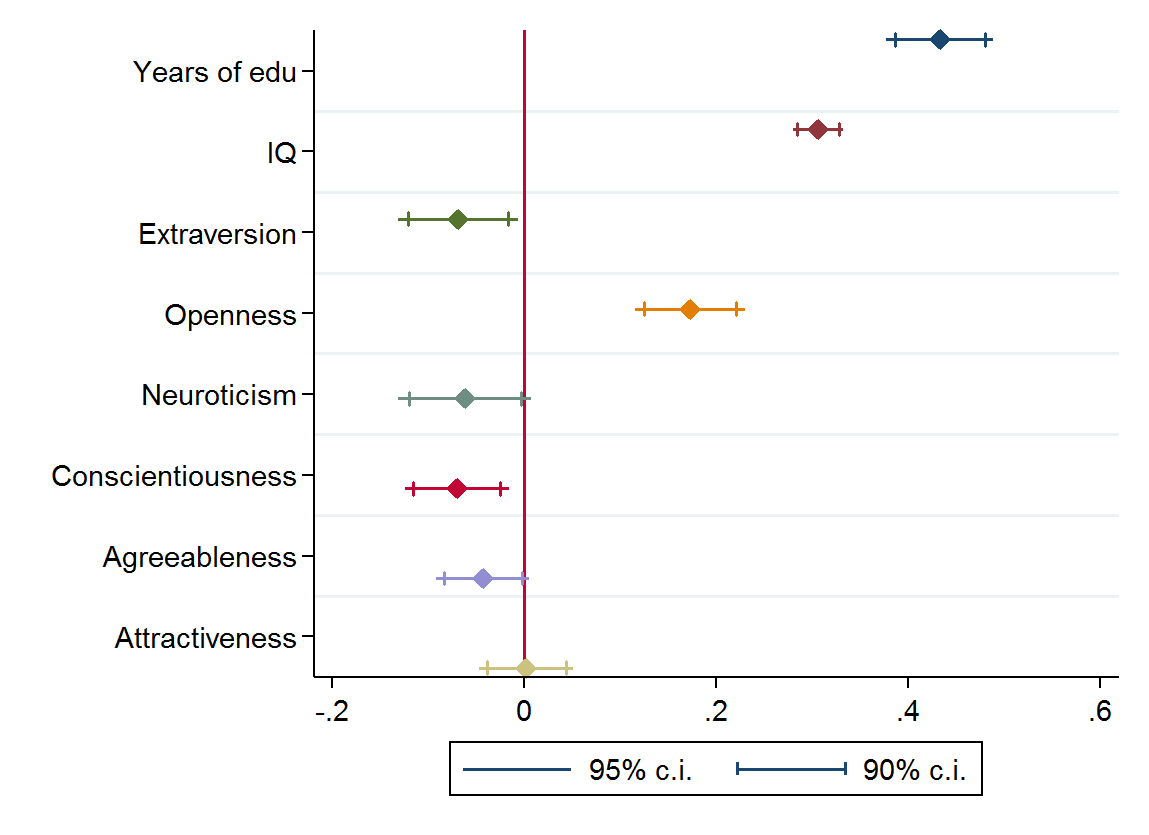 Years of edu
IQ
Extraversion
Openness
Neuroticism
Conscientiousness
Agreeableness
Attractiveness
-.2 0 .2 .4 .6
95% c.i. 90% c.i.